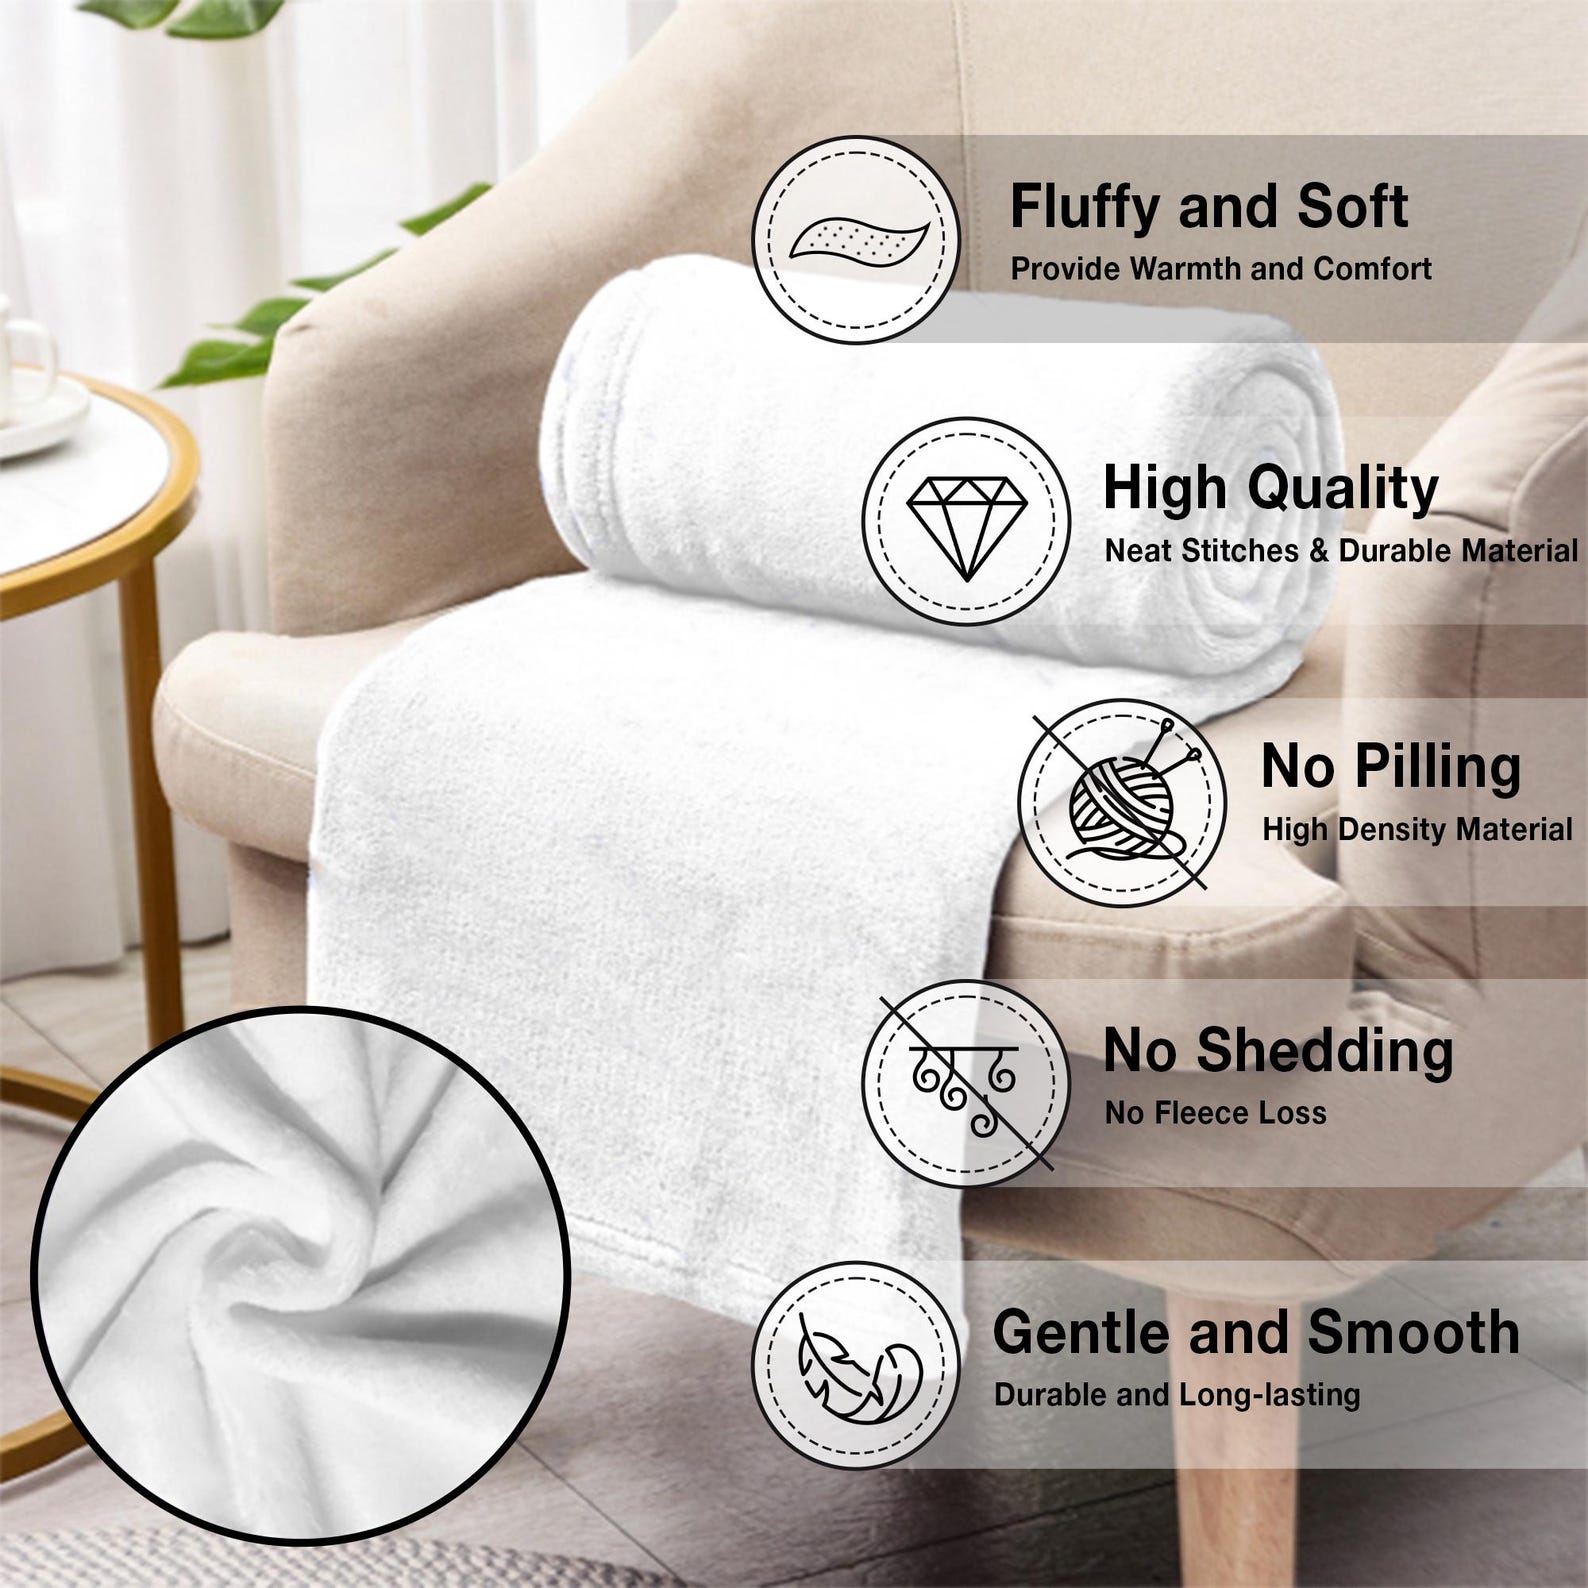 Fluffy and Soft
Provide Warmth and Comfort
High Quality
Neat Stitches & Durable Material
No Pilling
High Density Material
No Shedding
No Fleece Loss
Gentle and Smooth
Durable and Long-lasting